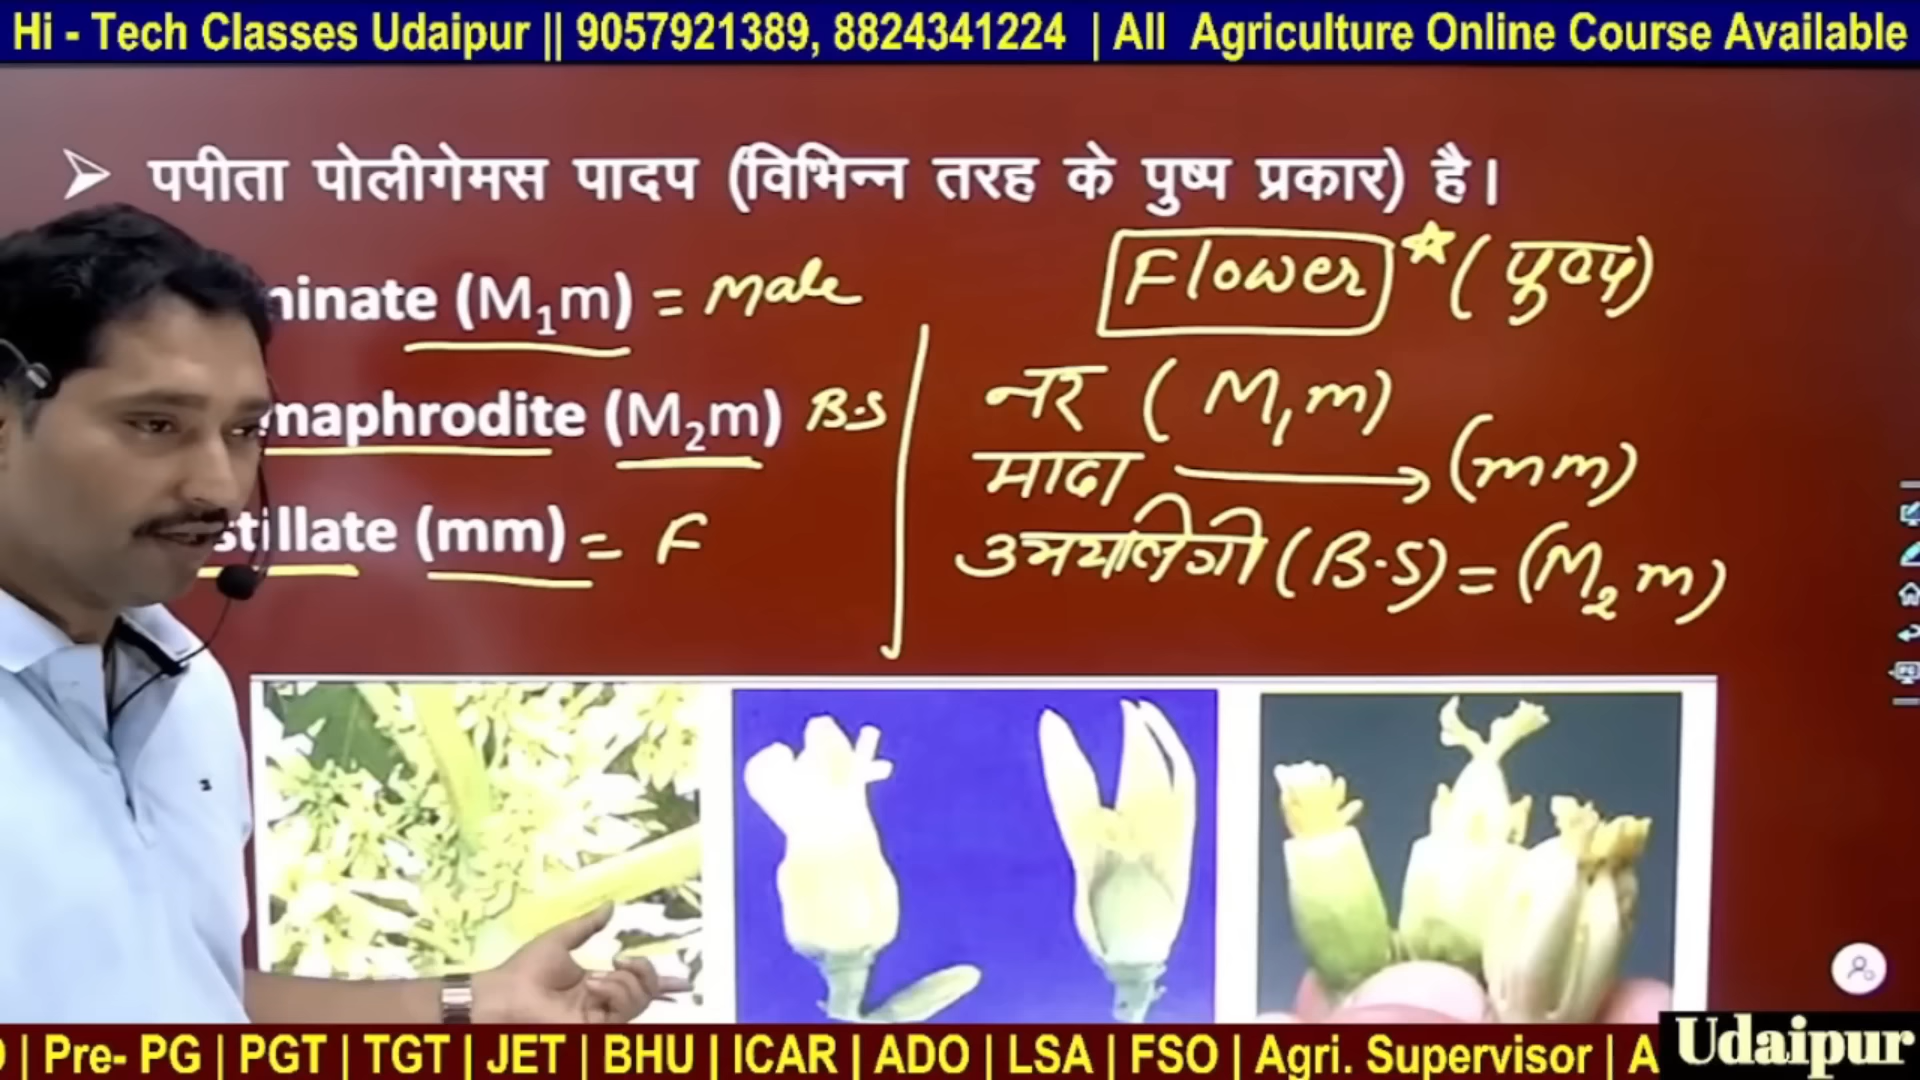 Hi - Tech Classes Udaipur || 9057921389, 8824341224 | All Agriculture Online Course Available
➢ पपीता पोलीगेमस पादप (विभिन्न तरह के पुष्प प्रकार) है।
Flower * (पुष्प)
minate (M₁m) = Male
maphrodite (M₂m) B.S
stillate (mm) = F
नर (M₁m)
मादा → (mm)
उभयलिंगी (B.S) = (M₂m)
| Pre- PG | PGT | TGT | JET | BHU | ICAR | ADO | LSA | FSO | Agri. Supervisor | A
Udaipur